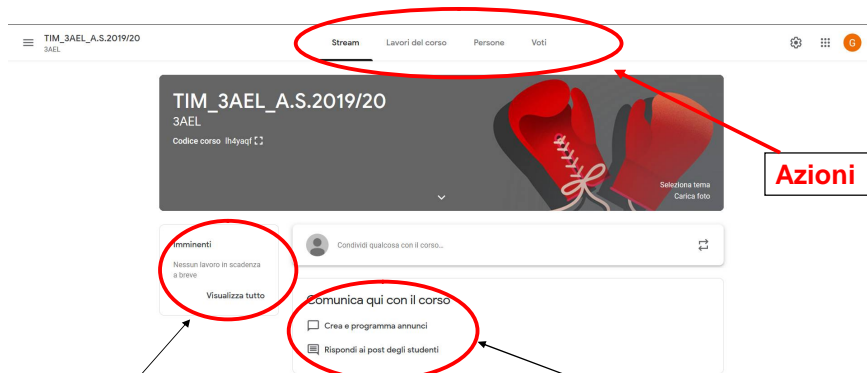 TIM_3AEL_A.S.2019/20
3AEL
Stream Lavori del corso Persone Voti
G
TIM_3AEL_A.S.2019/20
3AEL
Codice corso lh4yaqf
Seleziona tema
Carica foto
Azioni
Imminenti
Nessun lavoro in scadenza
a breve
Visualizza tutto
Condividi qualcosa con il corso...
Comunica qui con il corso
Crea e programma annunci
Rispondi ai post degli studenti